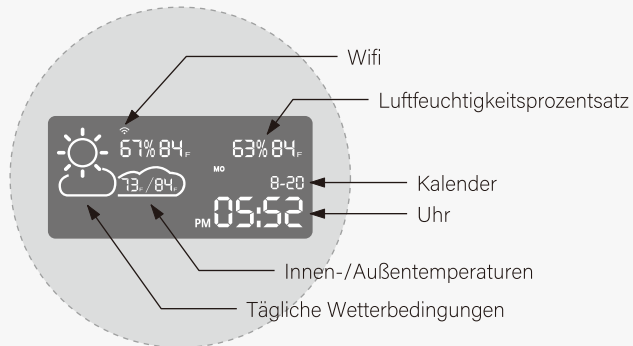 Wifi
Luftfeuchtigkeitsprozentsatz
67% 84F 63% 84F
MO
73F/84F 8-20
Kalender
PM 05:52
Uhr
Innen-/Außentemperaturen
Tägliche Wetterbedingungen